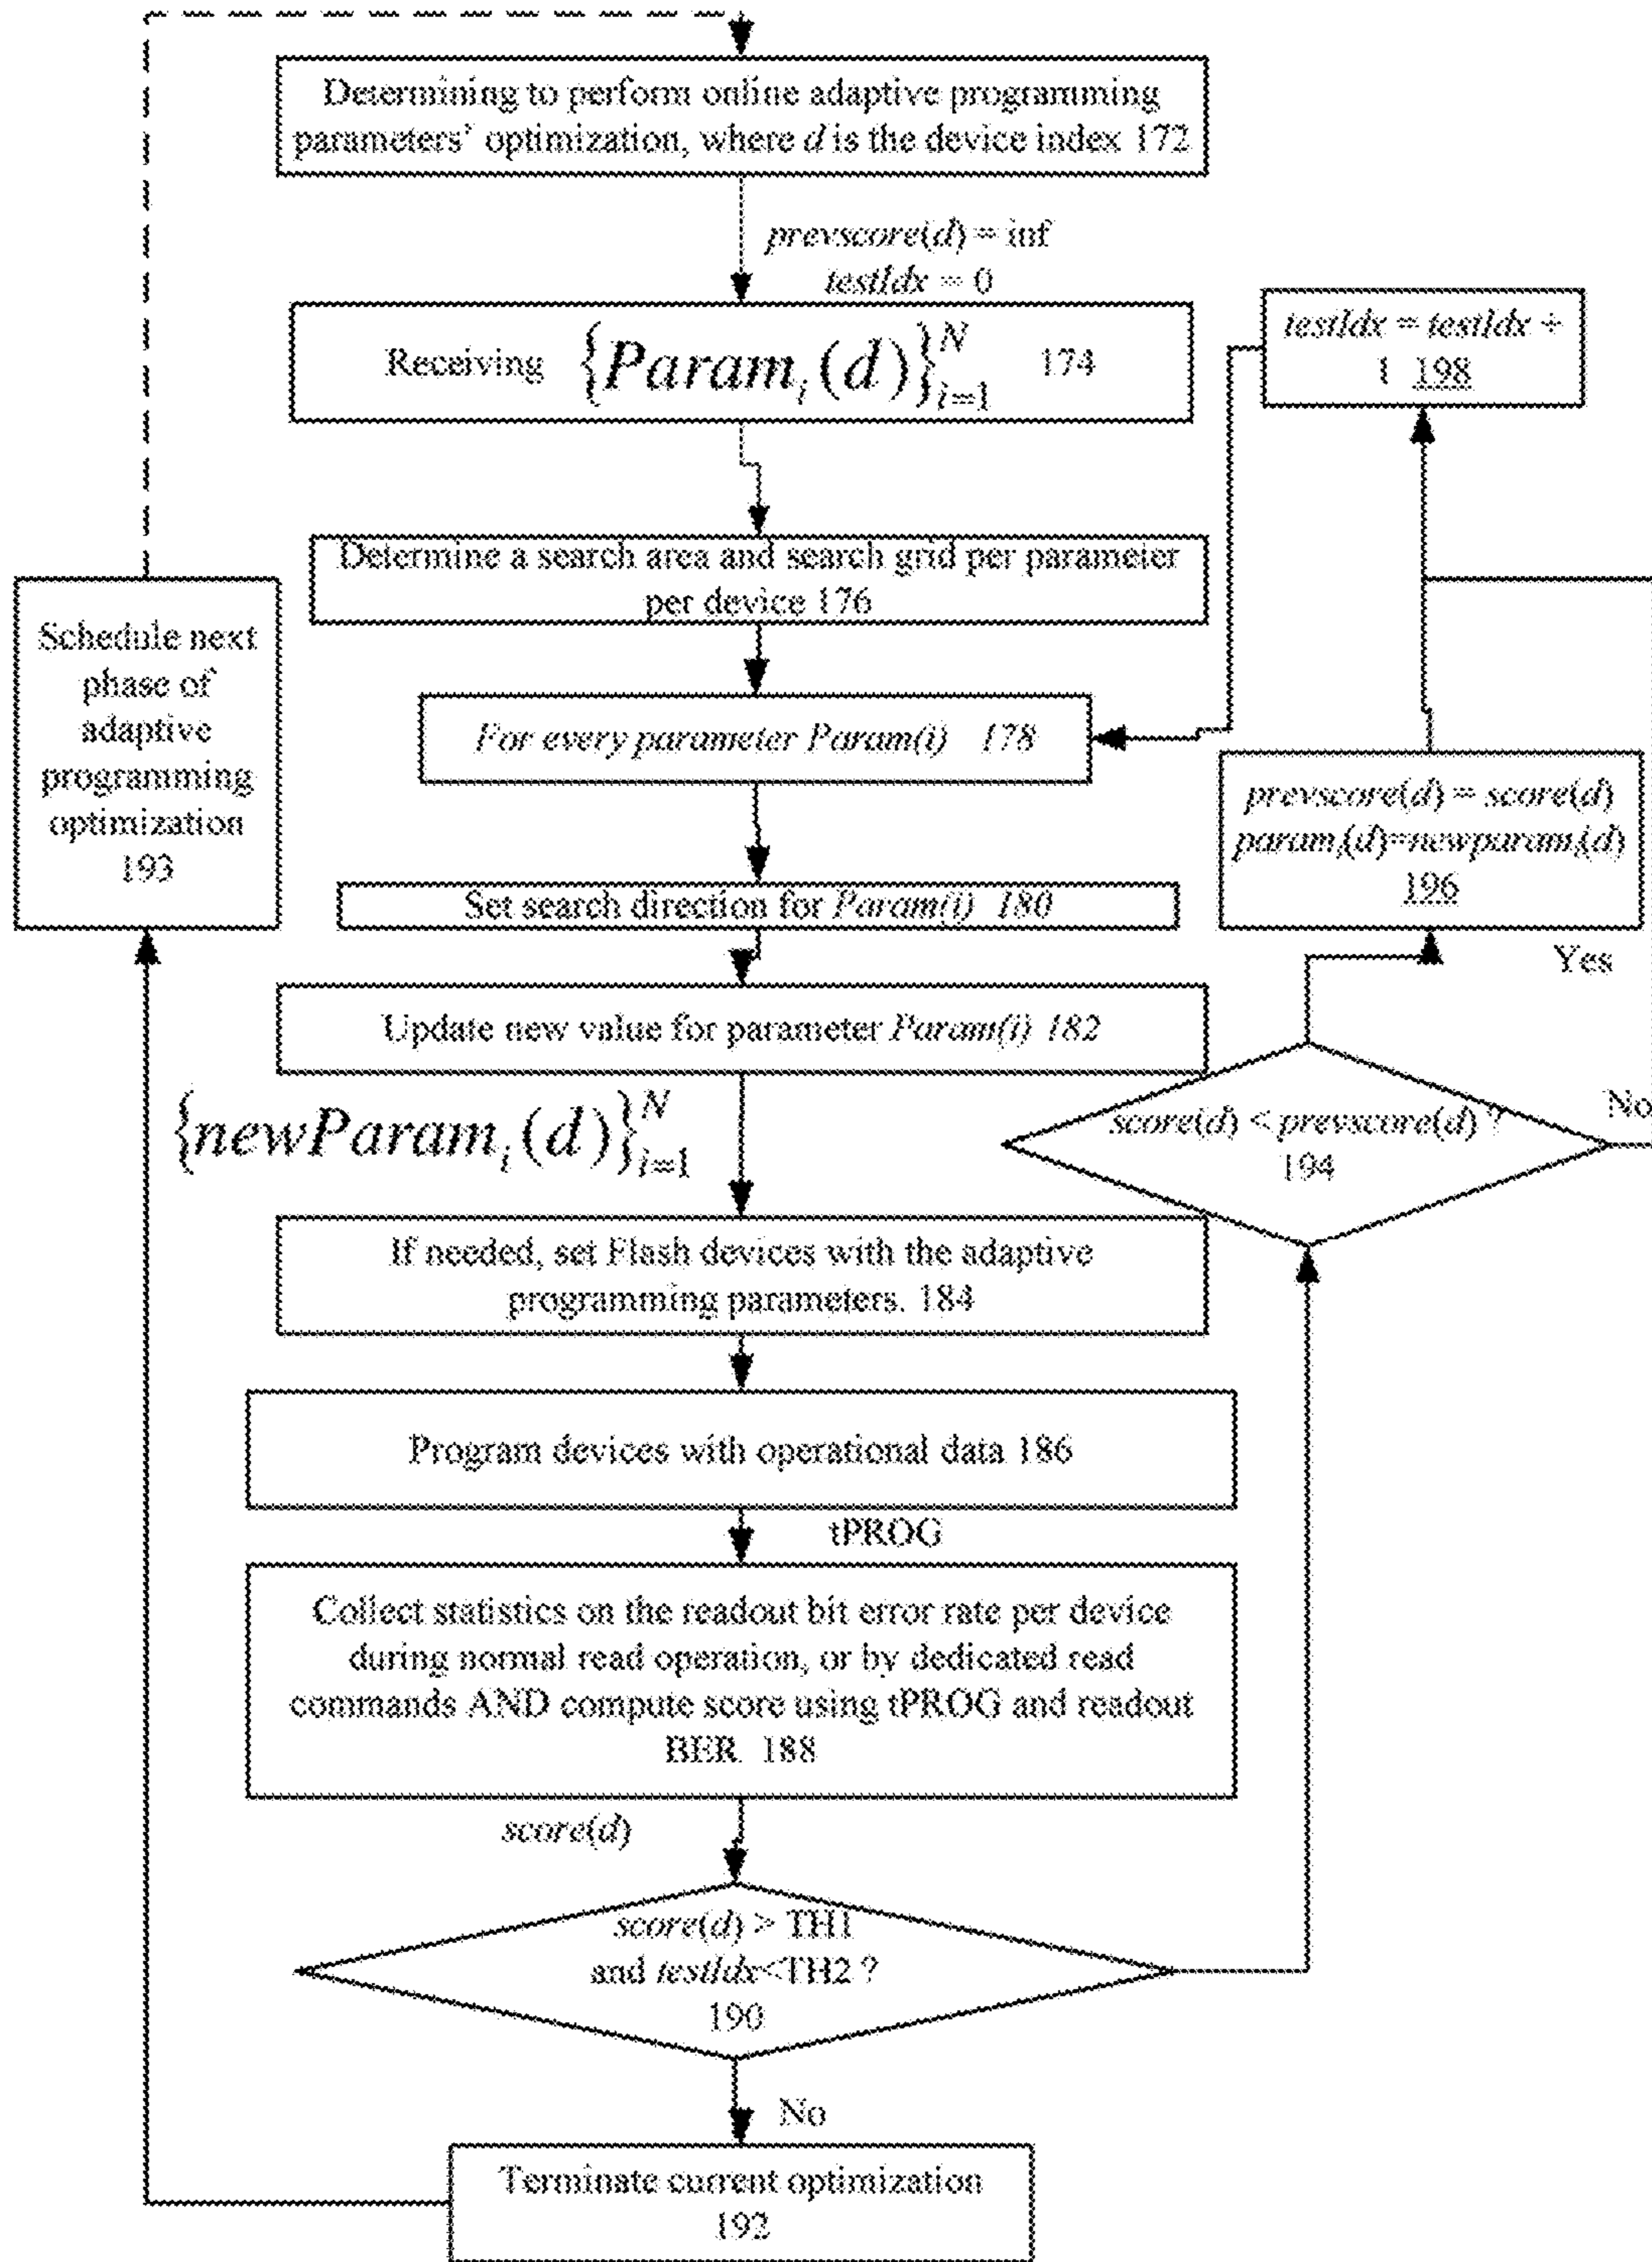 Determining to perform online adaptive programming
parameters' optimization, where d is the device index 172
prevscore(d) = inf
testIdx = 0
Receiving {Param_i(d)}_{i=1}^N 174
testIdx = testIdx +
1 198
Determine a search area and search grid per parameter
per device 176
Schedule next
phase of
adaptive
programming
optimization
193
For every parameter Param(i) 178
prevscore(d) = score(d)
param_i(d)=newparam_i(d)
196
Set search direction for Param(i) 180
Yes
Update new value for parameter Param(i) 182
{newParam_i(d)}_{i=1}^N
No
score(d) < prevscore(d) ?
194
If needed, set Flash devices with the adaptive
programming parameters. 184
Program devices with operational data 186
tPROG
Collect statistics on the readout bit error rate per device
during normal read operation, or by dedicated read
commands AND compute score using tPROG and readout
BER. 188
score(d)
score(d) > TH1
and testIdx<TH2 ?
190
No
Terminate current optimization
192